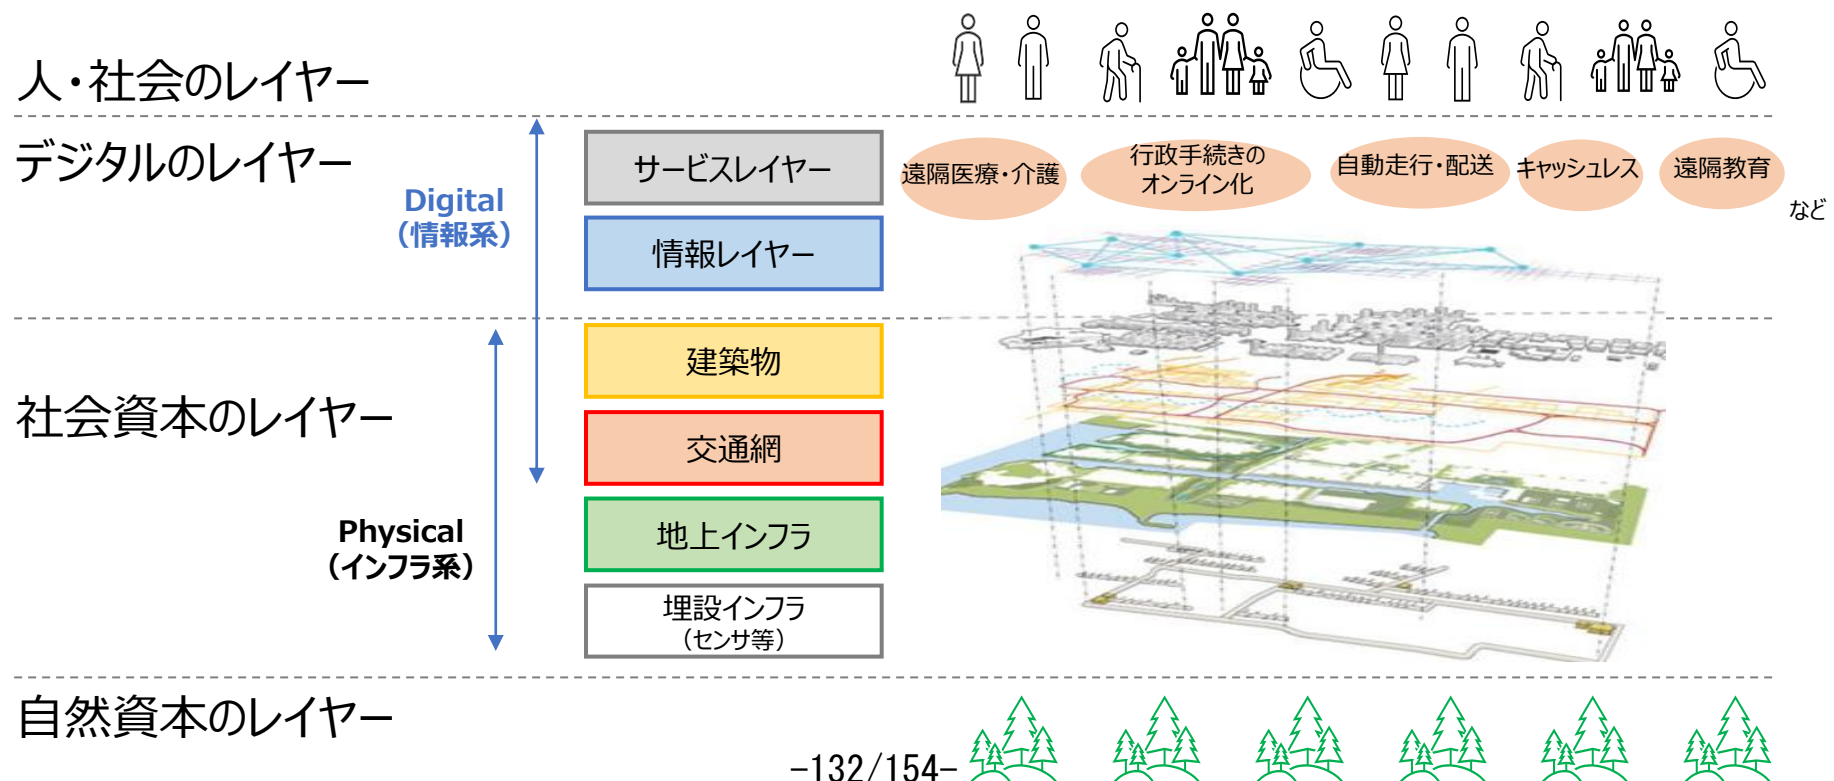 人・社会のレイヤー
デジタルのレイヤー
Digital
（情報系）
サービスレイヤー
情報レイヤー
遠隔医療・介護
行政手続きの
オンライン化
自動走行・配送
キャッシュレス
遠隔教育
など
社会資本のレイヤー
Physical
（インフラ系）
建築物
交通網
地上インフラ
埋設インフラ
（センサ等）
自然資本のレイヤー
-132/154-